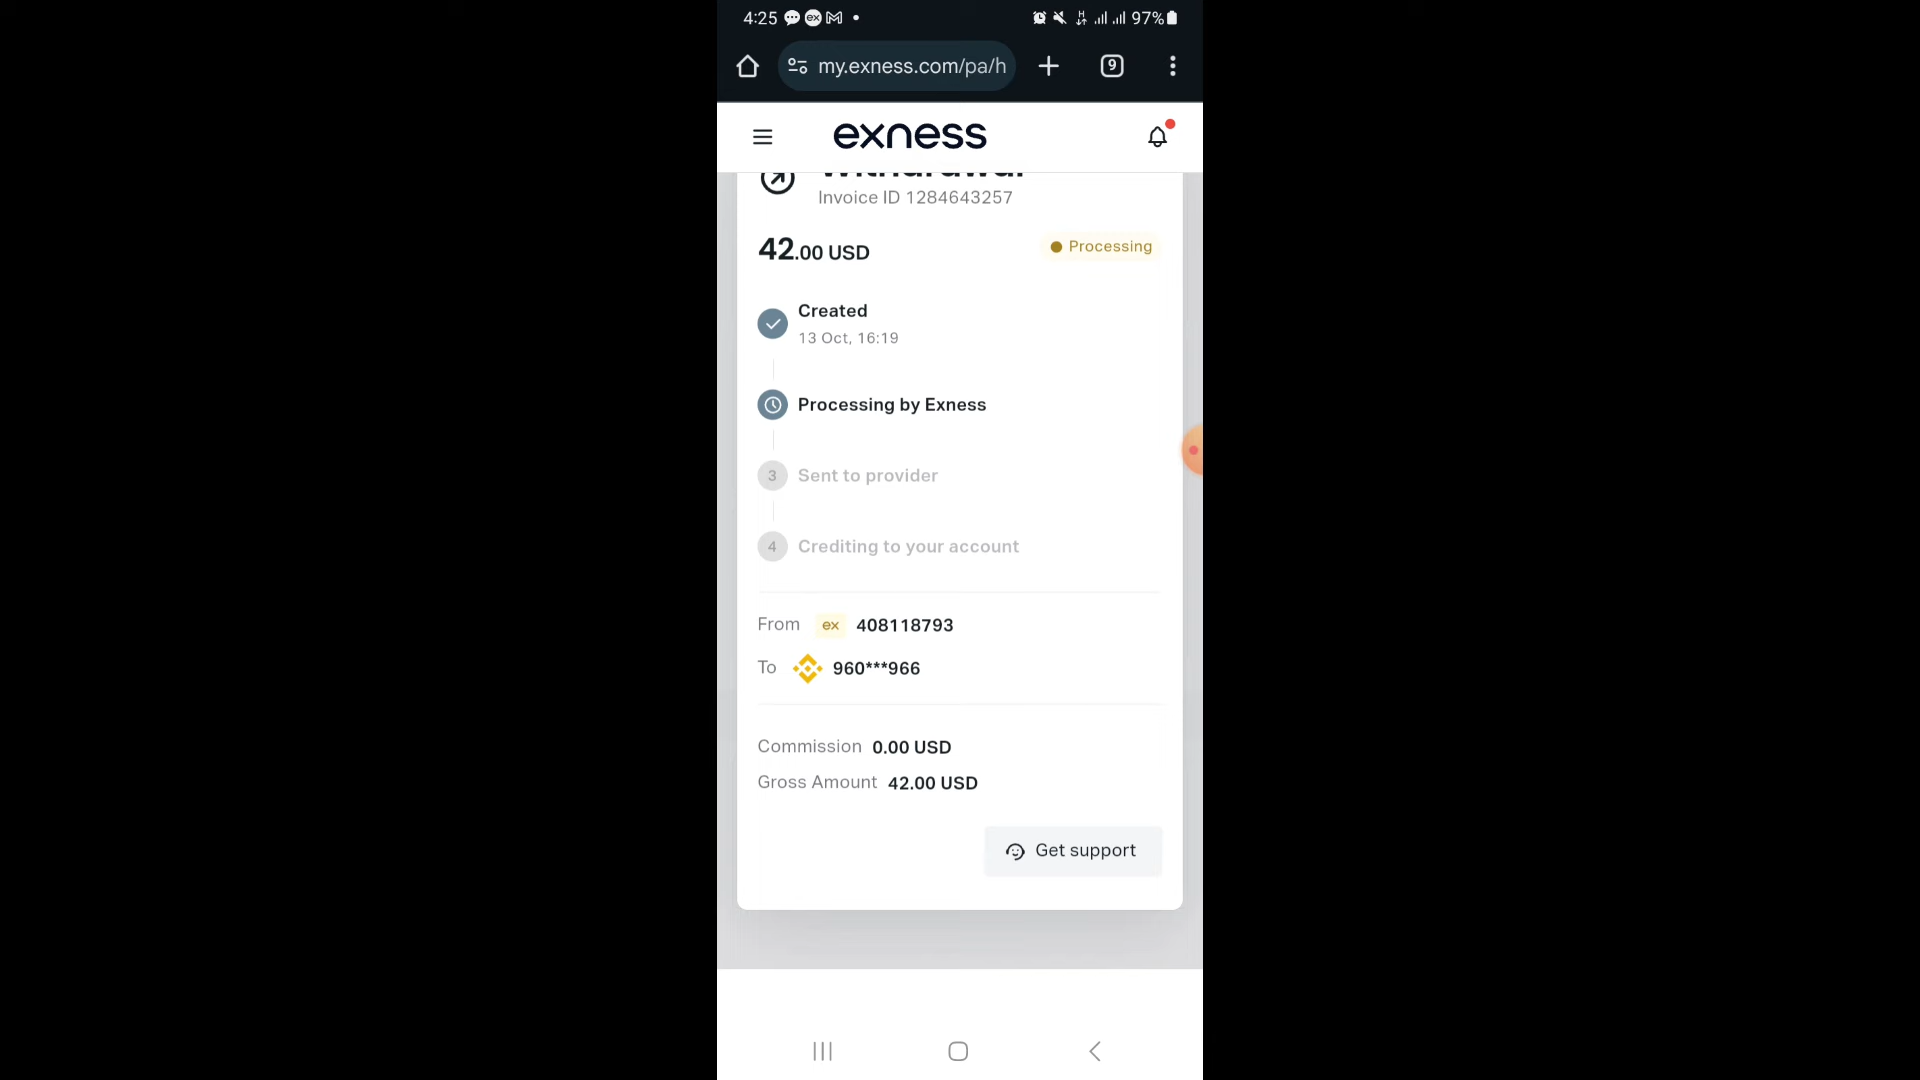 4:25 97%
my.exness.com/pa/h 9
exness
Withdrawal
Invoice ID 1284643257
42.00 USD Processing
Created
13 Oct, 16:19
Processing by Exness
3 Sent to provider
4 Crediting to your account
From ex 408118793
To 960***966
Commission 0.00 USD
Gross Amount 42.00 USD
Get support